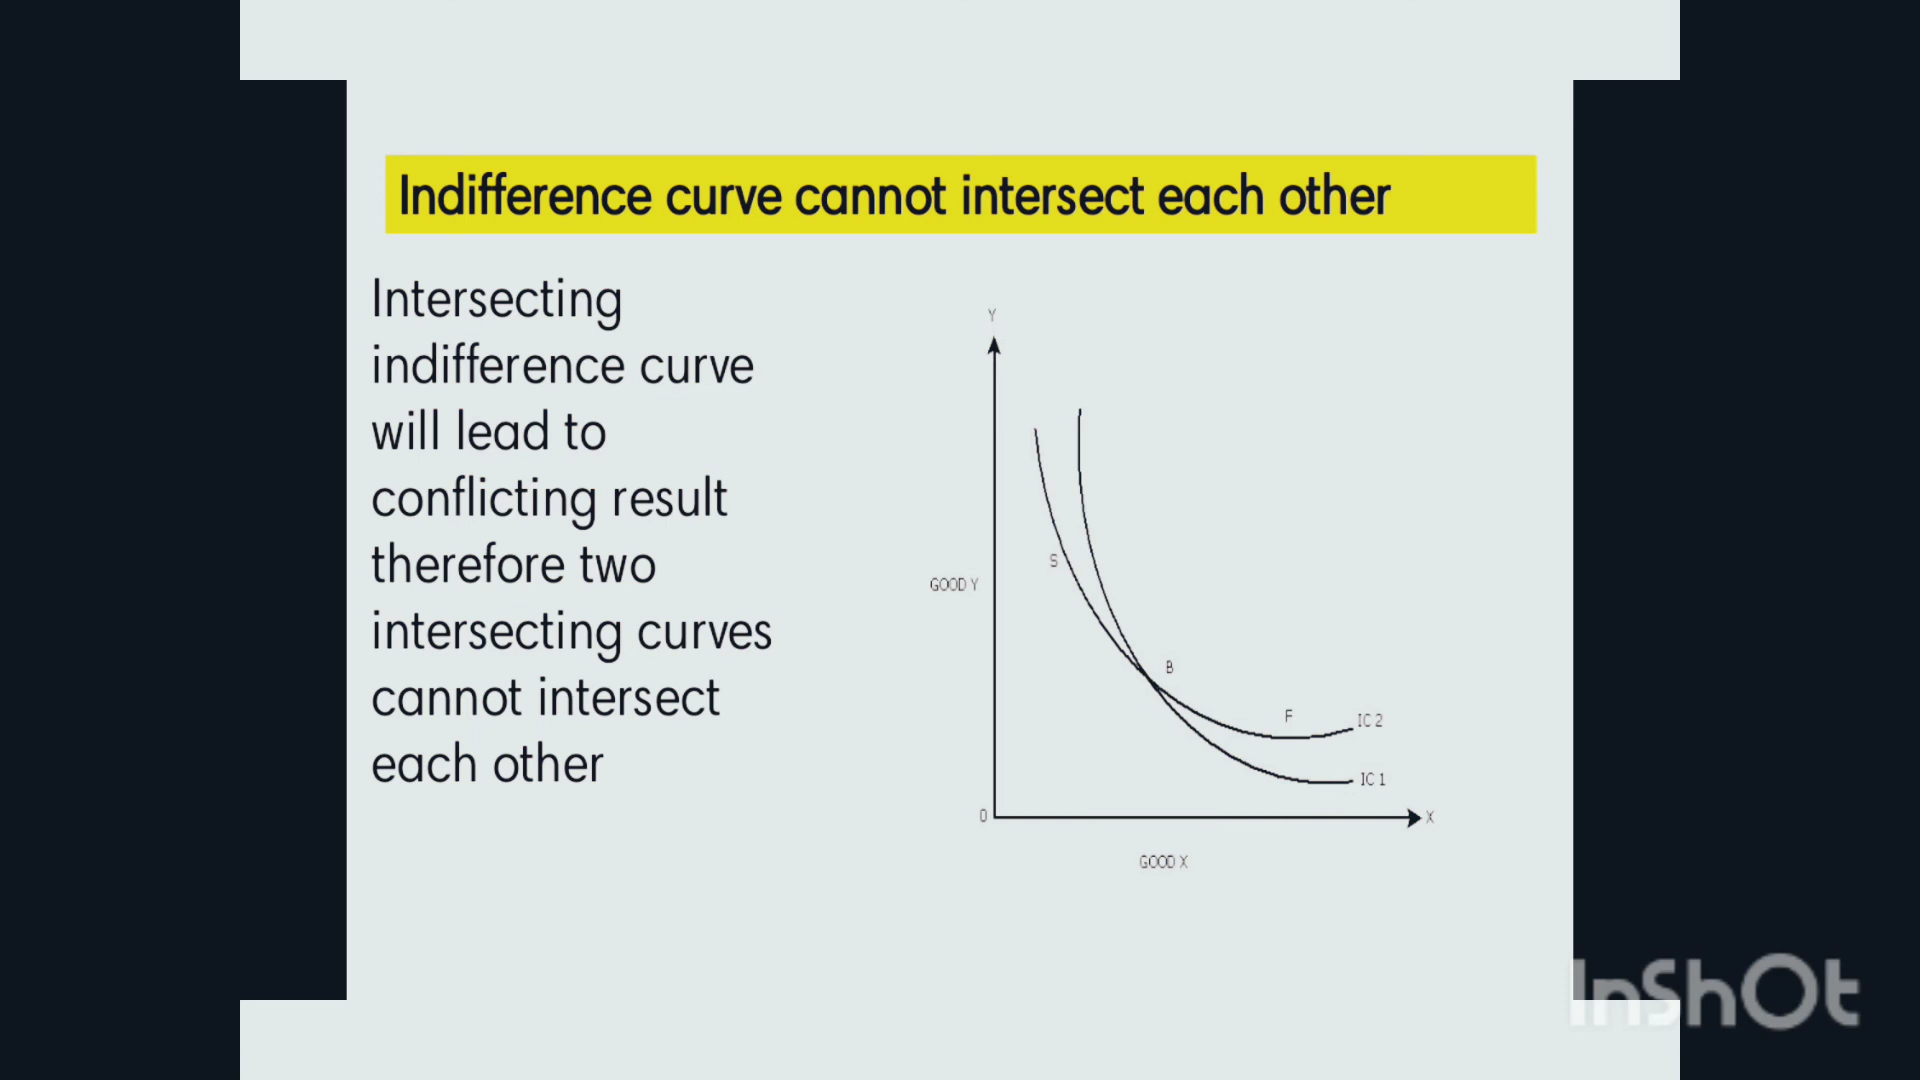 Indifference curve cannot intersect each other
Intersecting
indifference curve
will lead to
conflicting result
therefore two
intersecting curves
cannot intersect
each other
Y
S
GOOD Y
B
F
IC 2
IC 1
0
X
GOOD X
InShOt